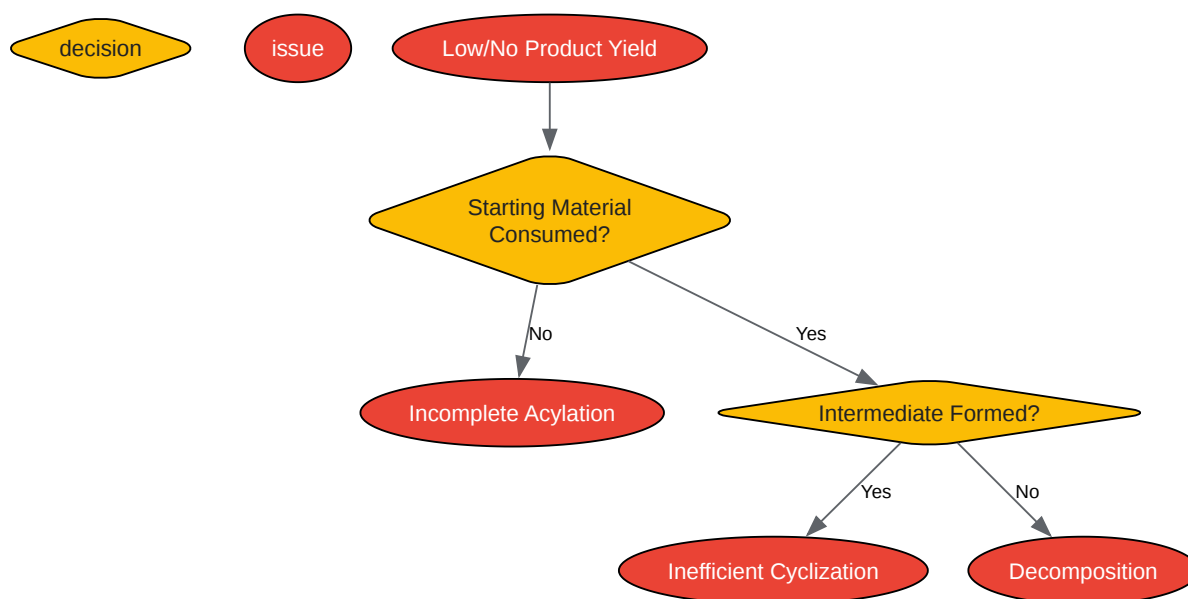 decision
issue
Low/No Product Yield
Starting Material
Consumed?
No
Yes
Incomplete Acylation
Intermediate Formed?
Yes
No
Inefficient Cyclization
Decomposition